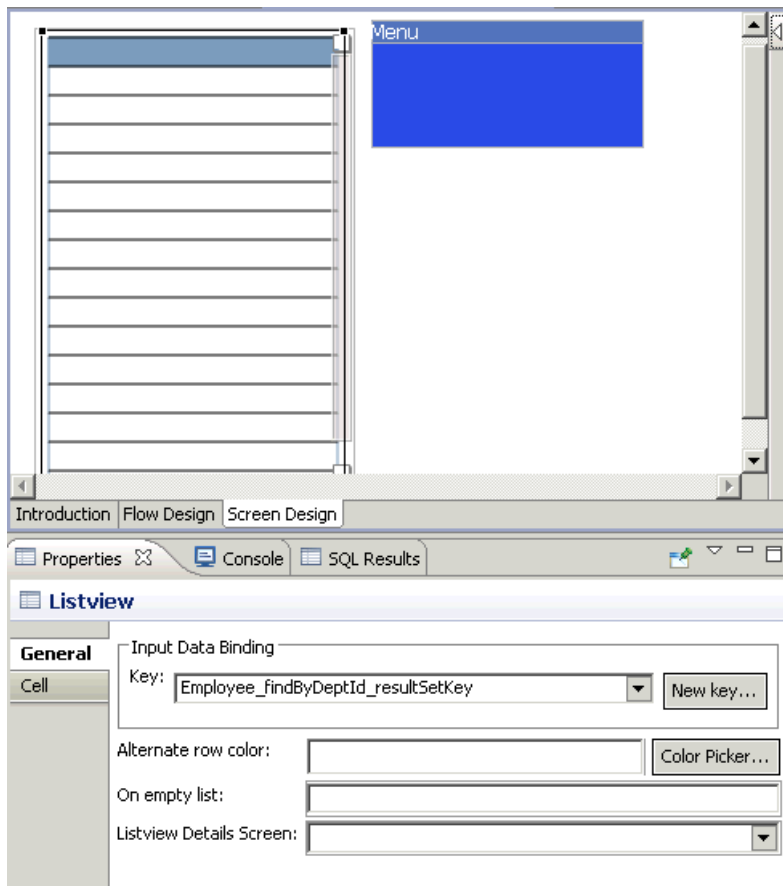 Menu
Introduction Flow Design Screen Design
Properties Console SQL Results
Listview
General
Cell
Input Data Binding
Key: Employee_findByDeptId_resultSetKey New key...
Alternate row color: Color Picker...
On empty list:
Listview Details Screen: